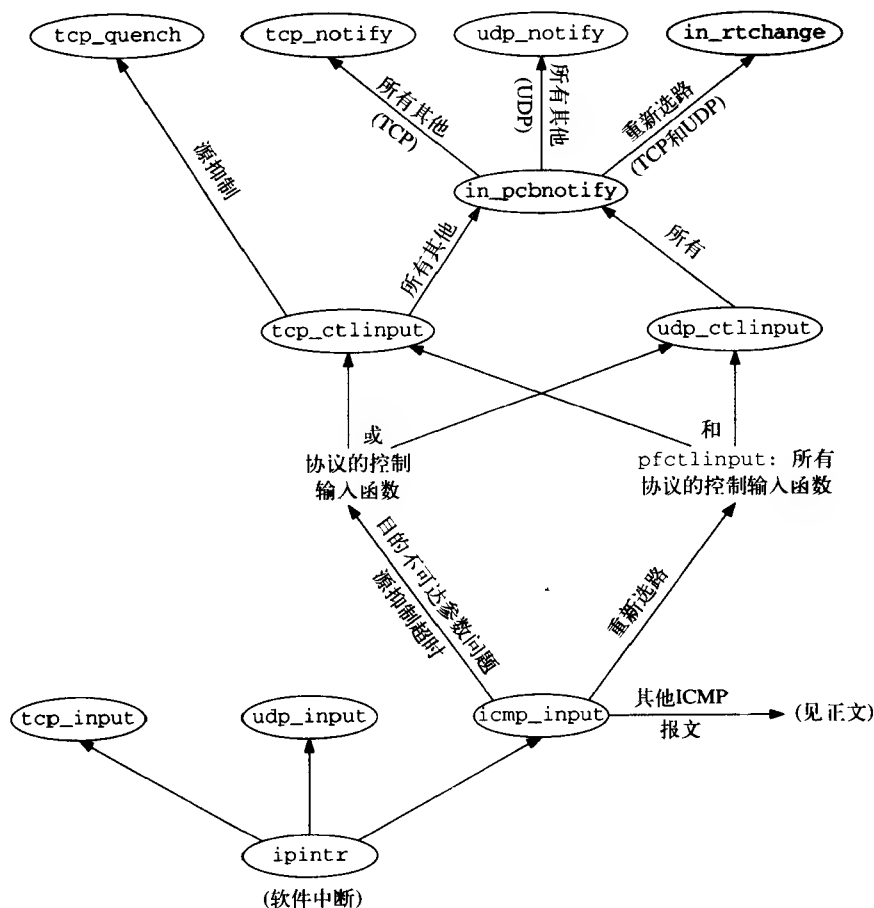 tcp_quench
tcp_notify
udp_notify
in_rtchange
所有其他
(TCP)
所有其他
(UDP)
重新选路
(TCP和UDP)
源抑制
in_pcbnotify
所有其他
所有
tcp_ctlinput
udp_ctlinput
或
协议的控制
输入函数
和
pfctlinput: 所有
协议的控制输入函数
目的不可达参数问题
源抑制超时
重新选路
tcp_input
udp_input
icmp_input
其他ICMP
报文
(见正文)
ipintr
(软件中断)